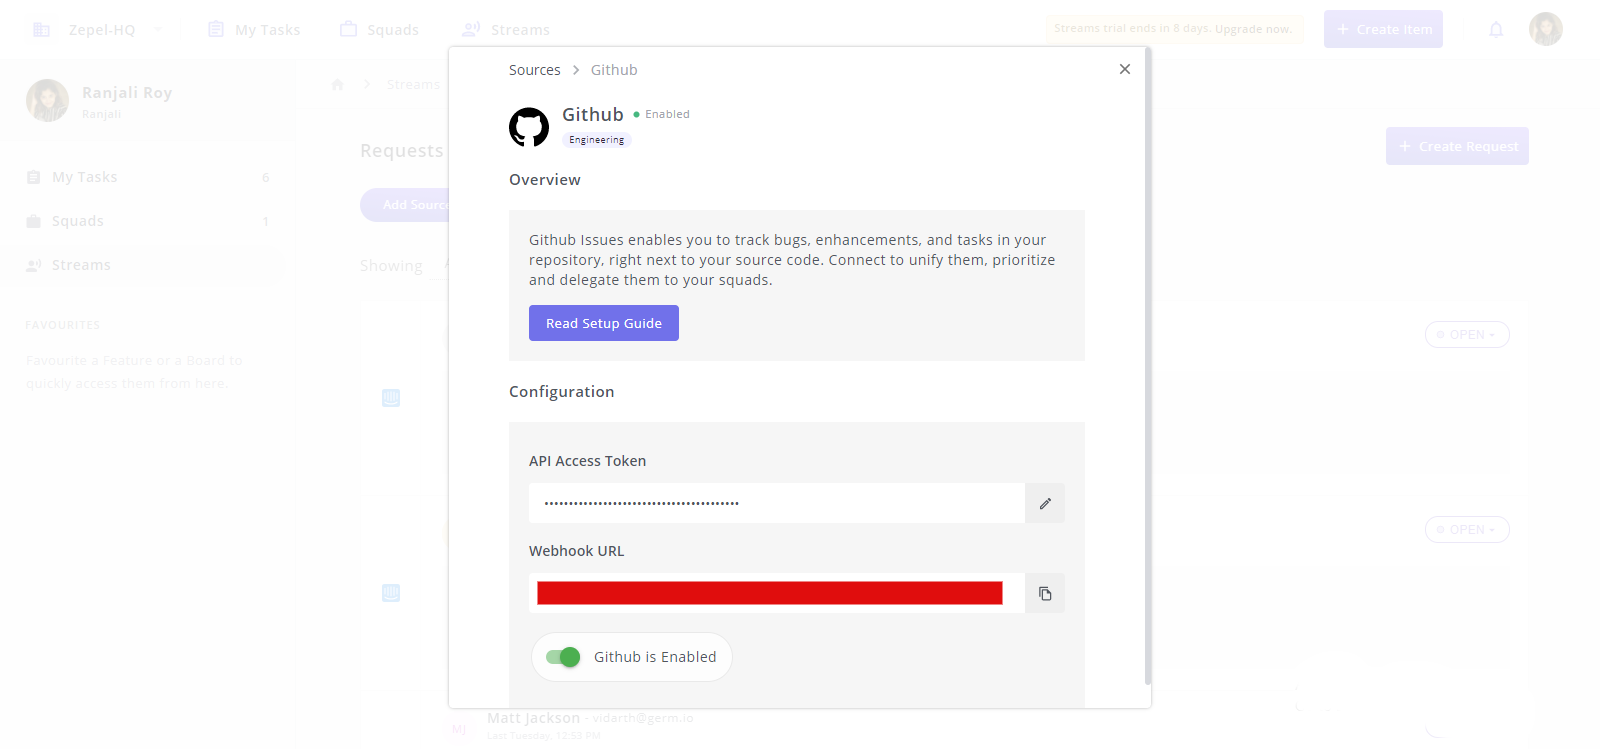 Zepel-HQ
My Tasks
Squads
Streams
Streams trial ends in 8 days. Upgrade now.
+ Create Item
Ranjali Roy
Ranjali
My Tasks 6
Squads 1
Streams
FAVOURITES
Favourite a Feature or a Board to
quickly access them from here.
Streams
Requests
+ Create Request
Add Sourc
Showing
Sources > Github
Github
Enabled
Engineering
Overview
Github Issues enables you to track bugs, enhancements, and tasks in your
repository, right next to your source code. Connect to unify them, prioritize
and delegate them to your squads.
Read Setup Guide
Configuration
API Access Token
•••••••••••••••••••••••••••••••••••••••
Webhook URL
Github is Enabled
OPEN
OPEN
MJ
Matt Jackson - vidarth@germ.io
Last Tuesday, 12:53 PM